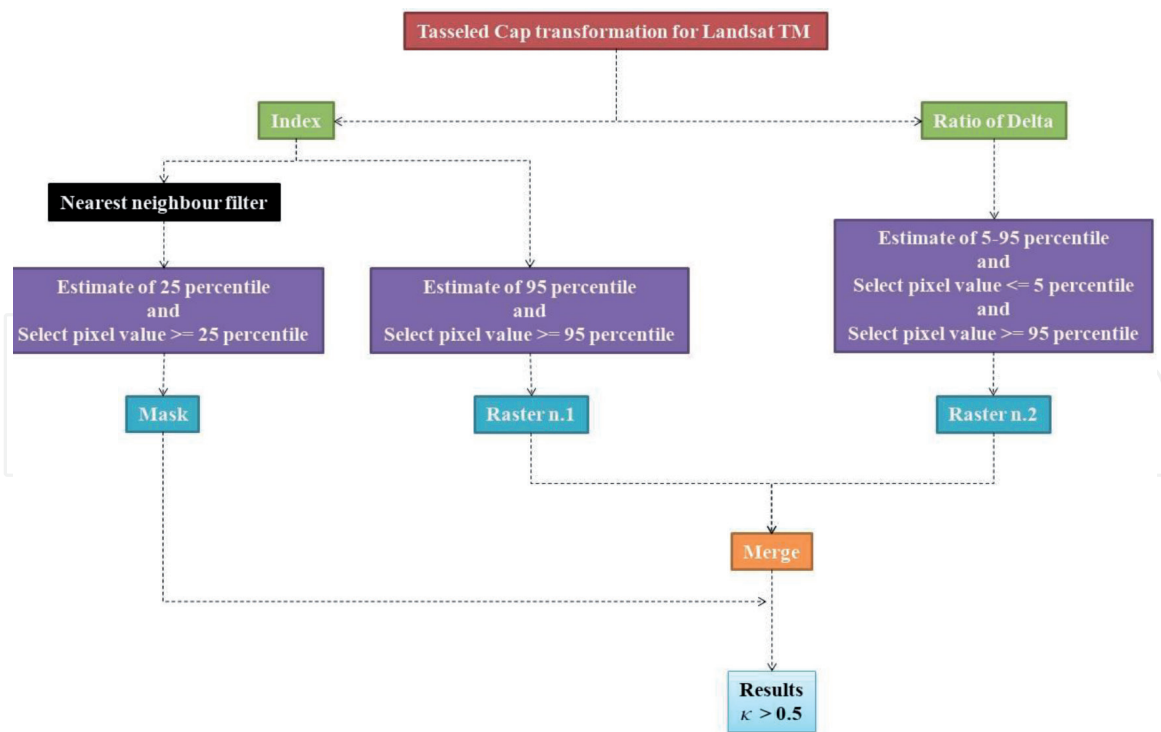 Tasseled Cap transformation for Landsat TM
Index
Ratio of Delta
Nearest neighbour filter
Estimate of 25 percentile
and
Select pixel value >= 25 percentile
Estimate of 95 percentile
and
Select pixel value >= 95 percentile
Estimate of 5-95 percentile
and
Select pixel value <= 5 percentile
and
Select pixel value >= 95 percentile
Mask
Raster n.1
Raster n.2
Merge
Results
κ > 0.5